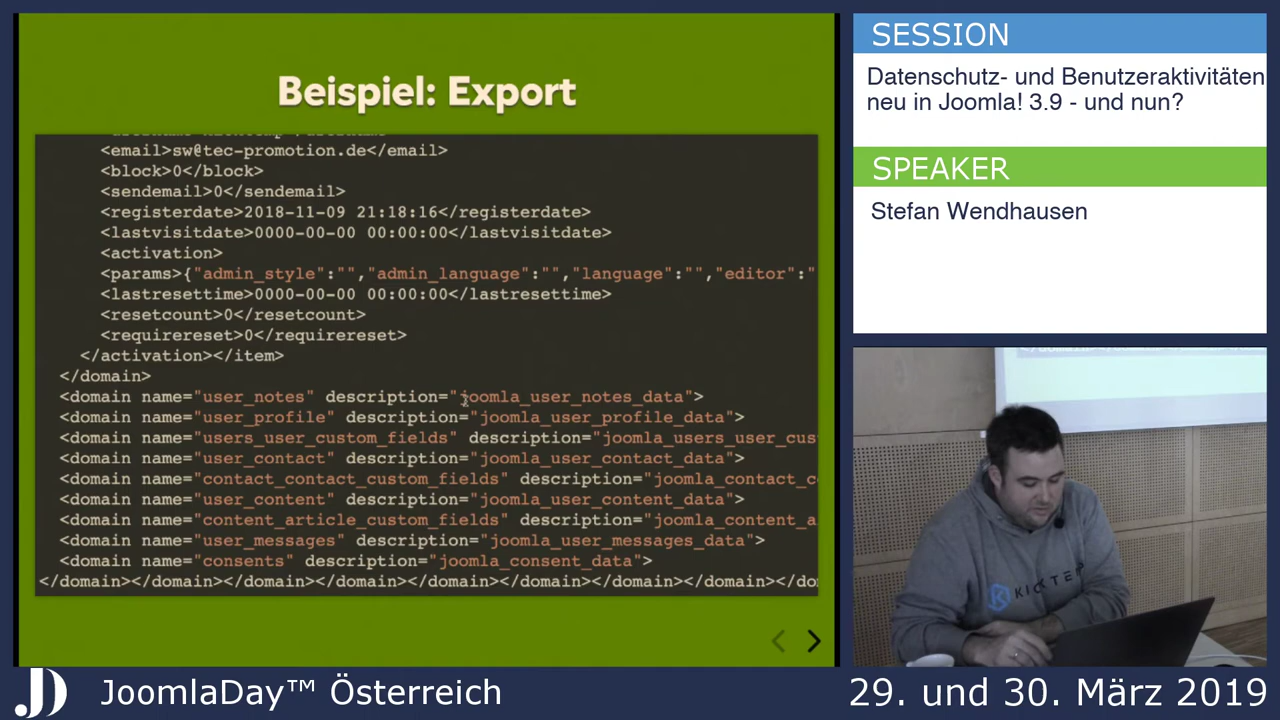 Beispiel: Export
<email>sw@tec-promotion.de</email>
<block>0</block>
<sendemail>0</sendemail>
<registerdate>2018-11-09 21:18:16</registerdate>
<lastvisitdate>0000-00-00 00:00:00</lastvisitdate>
<activation>
<params>{"admin_style":"","admin_language":"","language":"","editor":"
<lastresettime>0000-00-00 00:00:00</lastresettime>
<resetcount>0</resetcount>
<requirereset>0</requirereset>
</activation></item>
</domain>
<domain name="user_notes" description="joomla_user_notes_data">
<domain name="user_profile" description="joomla_user_profile_data">
<domain name="users_user_custom_fields" description="joomla_users_user_cus
<domain name="user_contact" description="joomla_user_contact_data">
<domain name="contact_contact_custom_fields" description="joomla_contact_c
<domain name="user_content" description="joomla_user_content_data">
<domain name="content_article_custom_fields" description="joomla_content_a
<domain name="user_messages" description="joomla_user_messages_data">
<domain name="consents" description="joomla_consent_data">
</domain></domain></domain></domain></domain></domain></domain></domain></do
SESSION
Datenschutz- und Benutzeraktivitäten
neu in Joomla! 3.9 - und nun?
SPEAKER
Stefan Wendhausen
JD JoomlaDay™ Österreich
29. und 30. März 2019